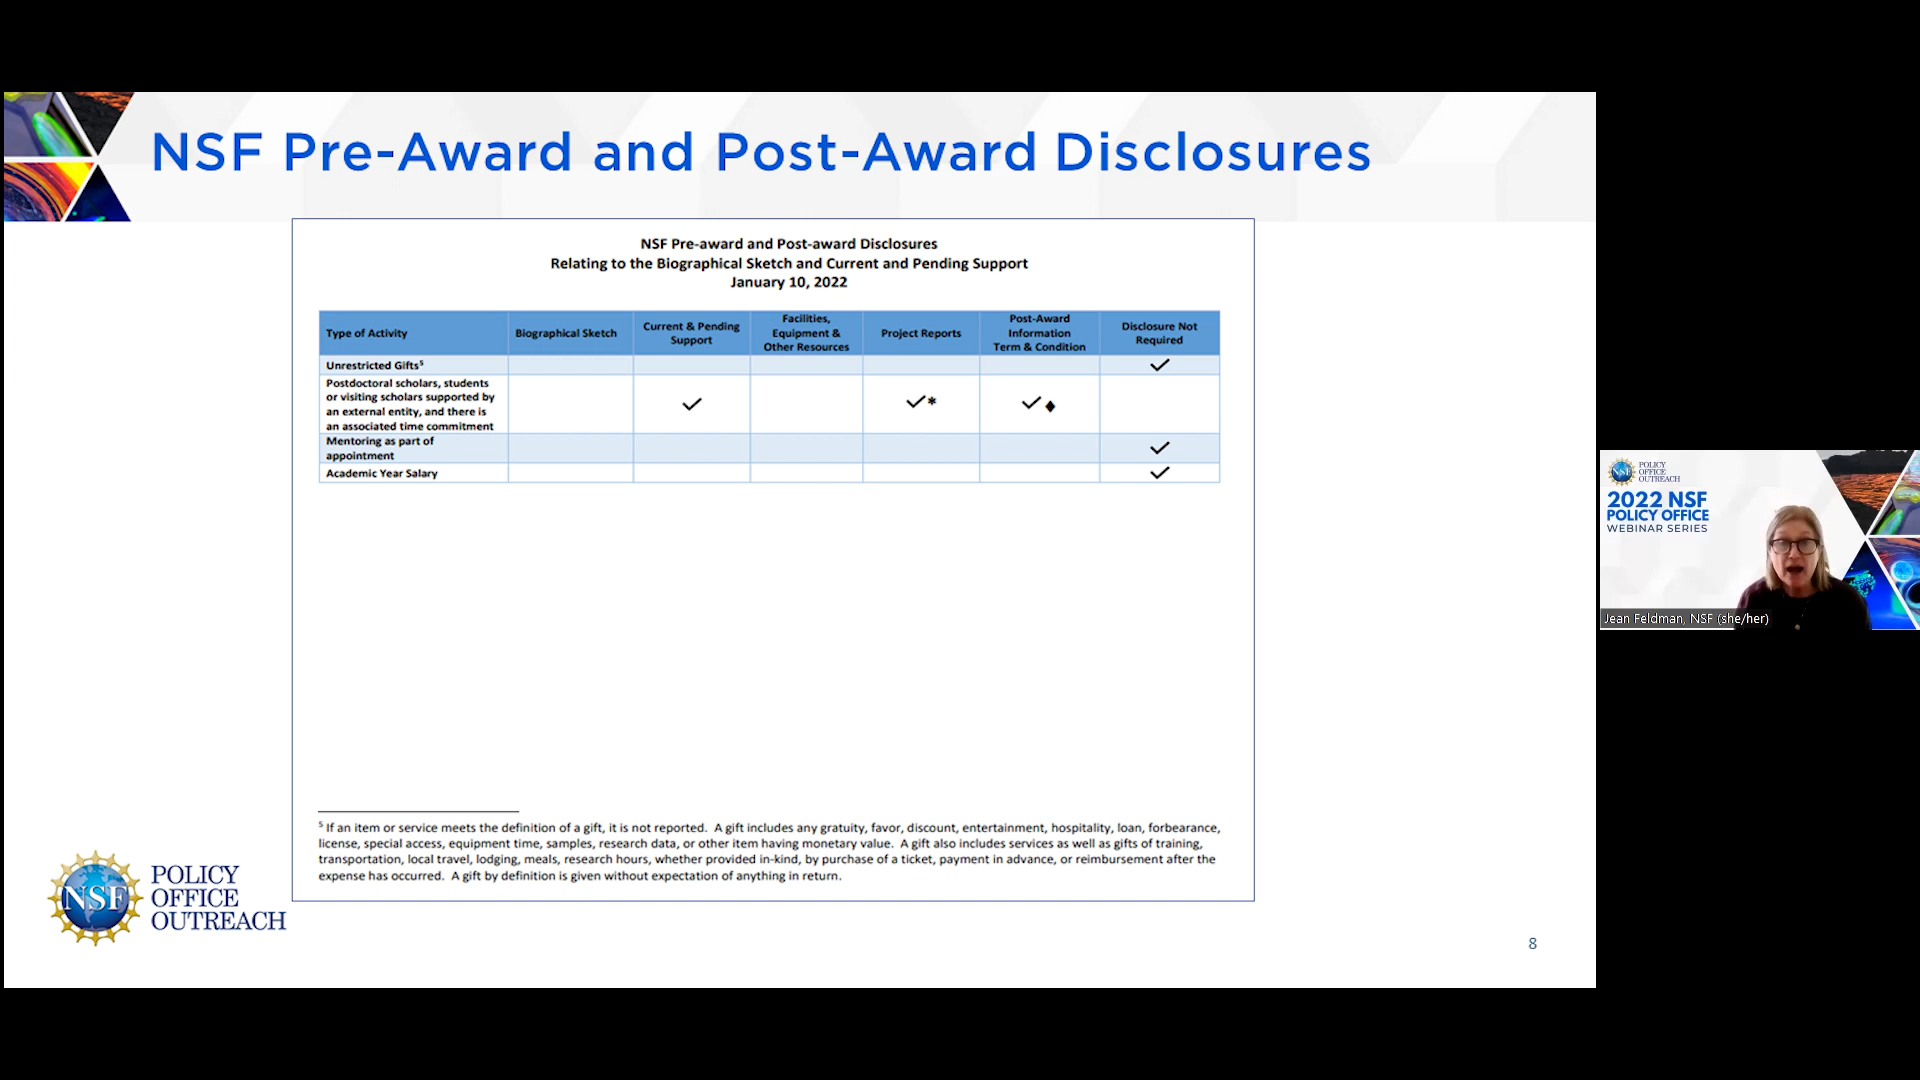 NSF Pre-Award and Post-Award Disclosures
NSF Pre-award and Post-award Disclosures
Relating to the Biographical Sketch and Current and Pending Support
January 10, 2022
Type of Activity
Biographical Sketch
Current & Pending
Support
Facilities,
Equipment &
Other Resources
Project Reports
Post-Award
Information
Term & Condition
Disclosure Not
Required
Unrestricted Gifts⁵
✓
Postdoctoral scholars, students
or visiting scholars supported by
an external entity, and there is
an associated time commitment
✓
✓*
✓♦
Mentoring as part of
appointment
✓
Academic Year Salary
✓
⁵ If an item or service meets the definition of a gift, it is not reported. A gift includes any gratuity, favor, discount, entertainment, hospitality, loan, forbearance,
license, special access, equipment time, samples, research data, or other item having monetary value. A gift also includes services as well as gifts of training,
transportation, local travel, lodging, meals, research hours, whether provided in-kind, by purchase of a ticket, payment in advance, or reimbursement after the
expense has occurred. A gift by definition is given without expectation of anything in return.
NSF
POLICY
OFFICE
OUTREACH
8
NSF
POLICY
OFFICE
OUTREACH
2022 NSF
POLICY OFFICE
WEBINAR SERIES
Jean Feldman, NSF (she/her)